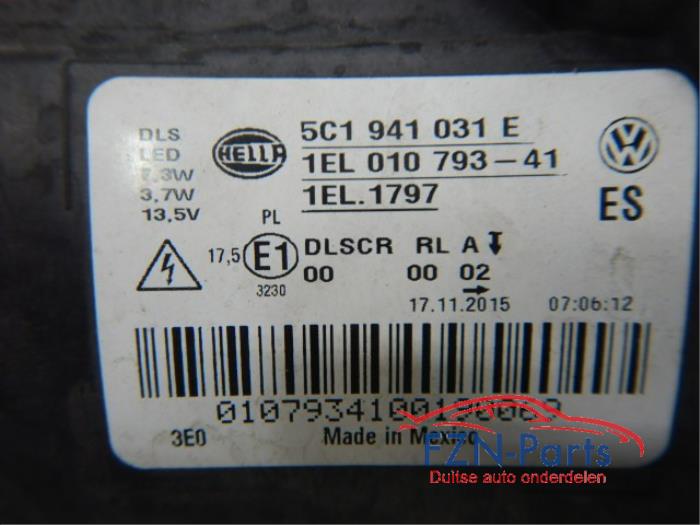 DLS
LED
7,3W
3,7W
13,5V
HELLA
5C1 941 031 E
1EL 010 793-41
1EL.1797
ES
PL
17,5 E1 DLSCR RL A
00 00 02
3230
17.11.2015 07:06:12
3E0
Made in Mexico
FZN-Parts
Duitse auto onderdelen